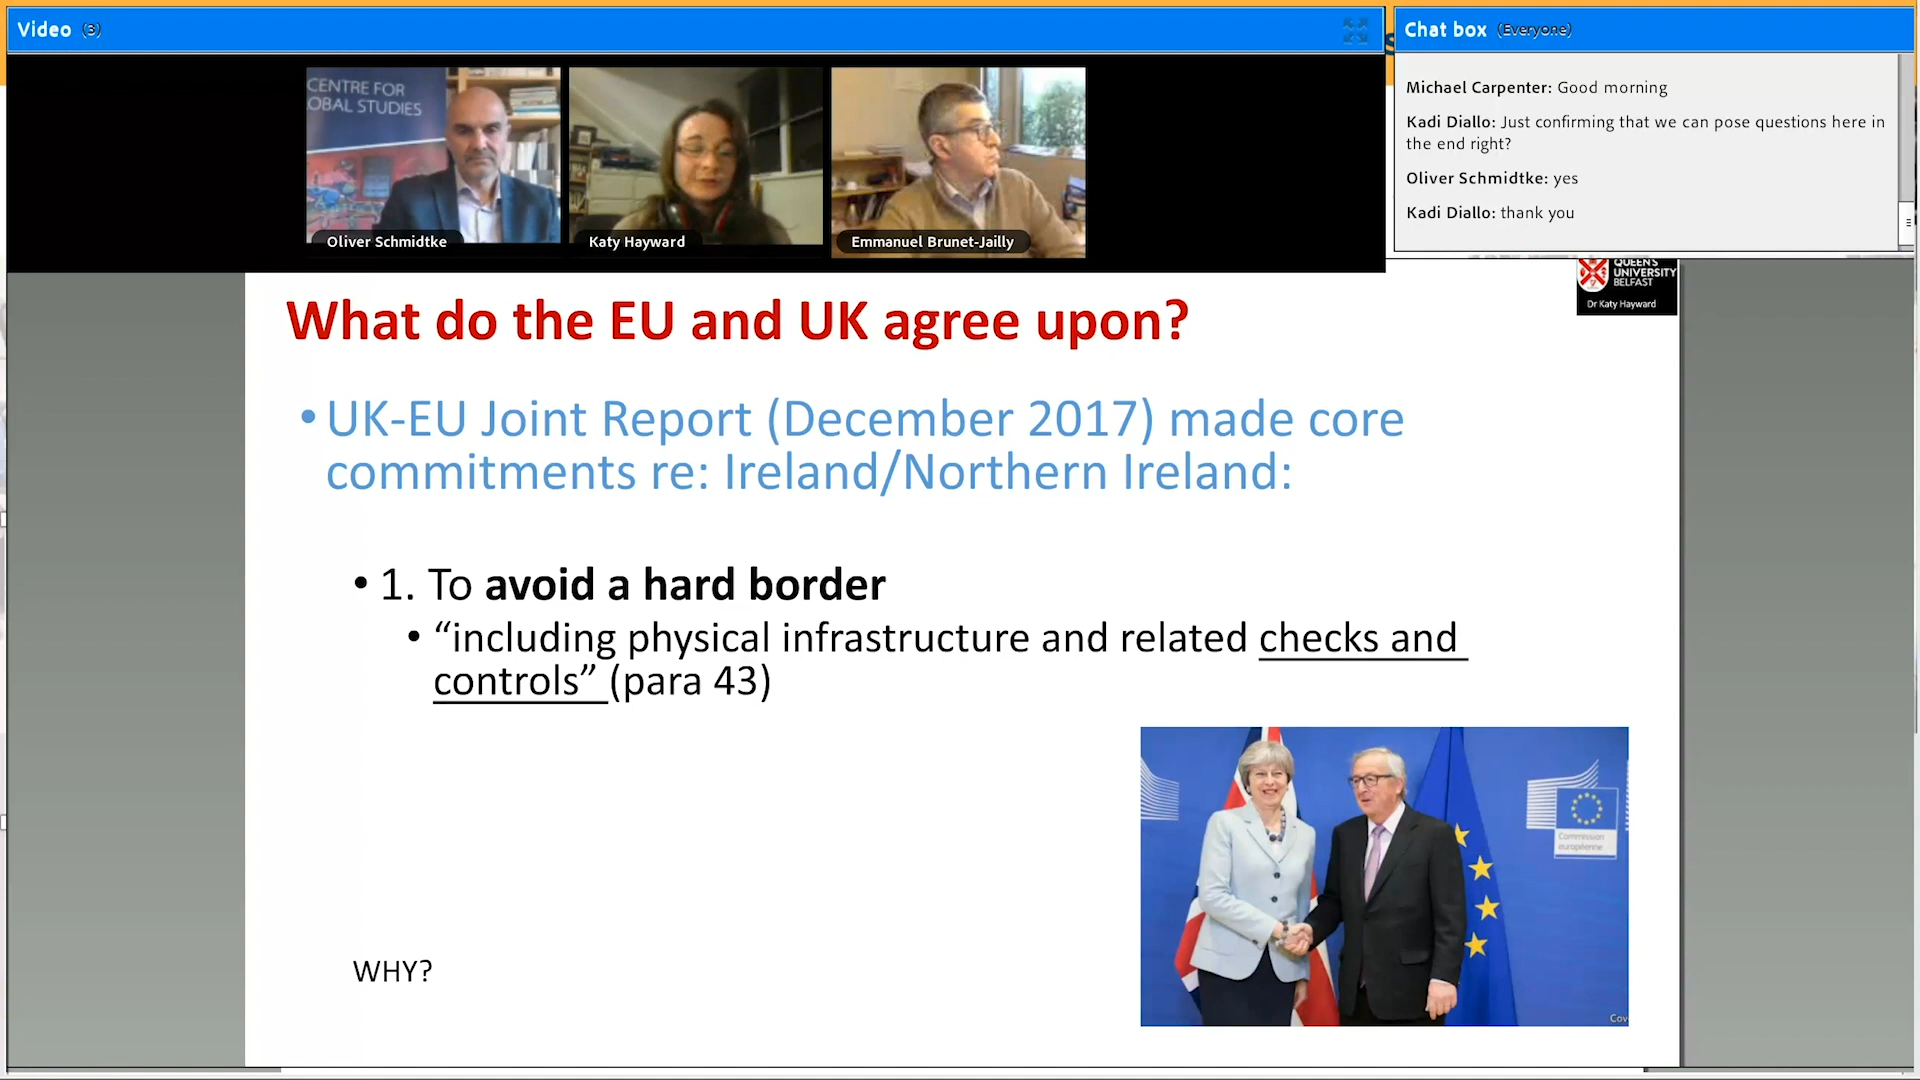 Video (3)
Chat box (Everyone)
CENTRE FOR
OBAL STUDIES
Oliver Schmidtke
Katy Hayward
Emmanuel Brunet-Jailly
Michael Carpenter: Good morning
Kadi Diallo: Just confirming that we can pose questions here in
the end right?
Oliver Schmidtke: yes
Kadi Diallo: thank you
QUEEN'S
UNIVERSITY
BELFAST
Dr Katy Hayward
What do the EU and UK agree upon?
• UK-EU Joint Report (December 2017) made core
commitments re: Ireland/Northern Ireland:
• 1. To avoid a hard border
• “including physical infrastructure and related checks and
controls” (para 43)
Commission
européenne
WHY?
Cov